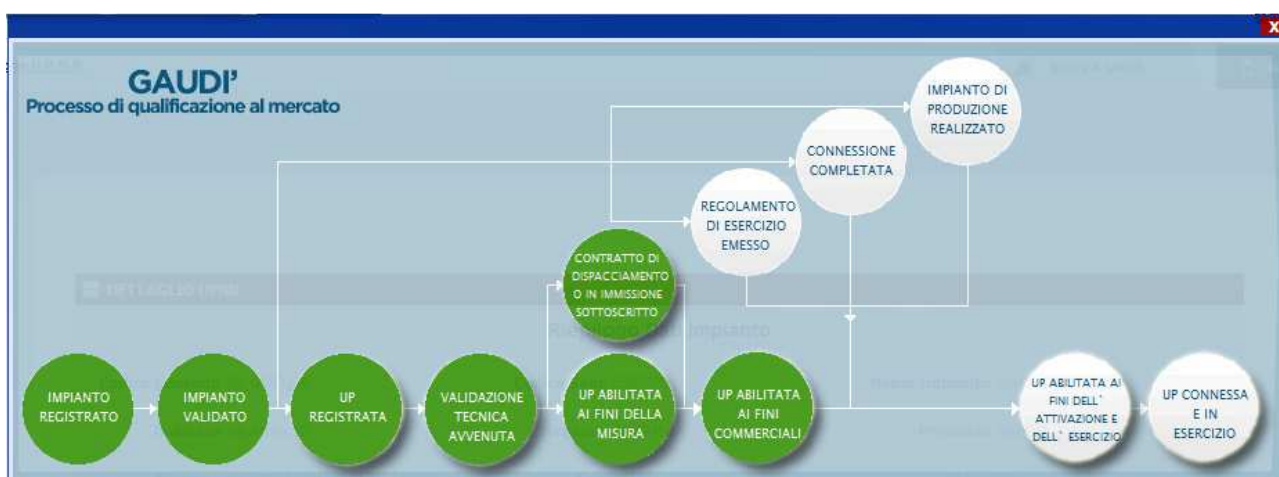 X
GAUDI'
Processo di qualificazione al mercato
IMPIANTO DI
PRODUZIONE
REALIZZATO
CONNESSIONE
COMPLETATA
REGOLAMENTO
DI ESERCIZIO
EMESSO
CONTRATTO DI
DISPACCIAMENTO
O IN IMMISSIONE
SOTTOSCRITTO
IMPIANTO
REGISTRATO
IMPIANTO
VALIDATO
UP
REGISTRATA
VALIDAZIONE
TECNICA
AVVENUTA
UP ABILITATA
AI FINI DELLA
MISURA
UP ABILITATA
AI FINI
COMMERCIALI
UP ABILITATA AI
FINI DELL'
ATTIVAZIONE E
DELL' ESERCIZIO
UP CONNESSA
E IN
ESERCIZIO